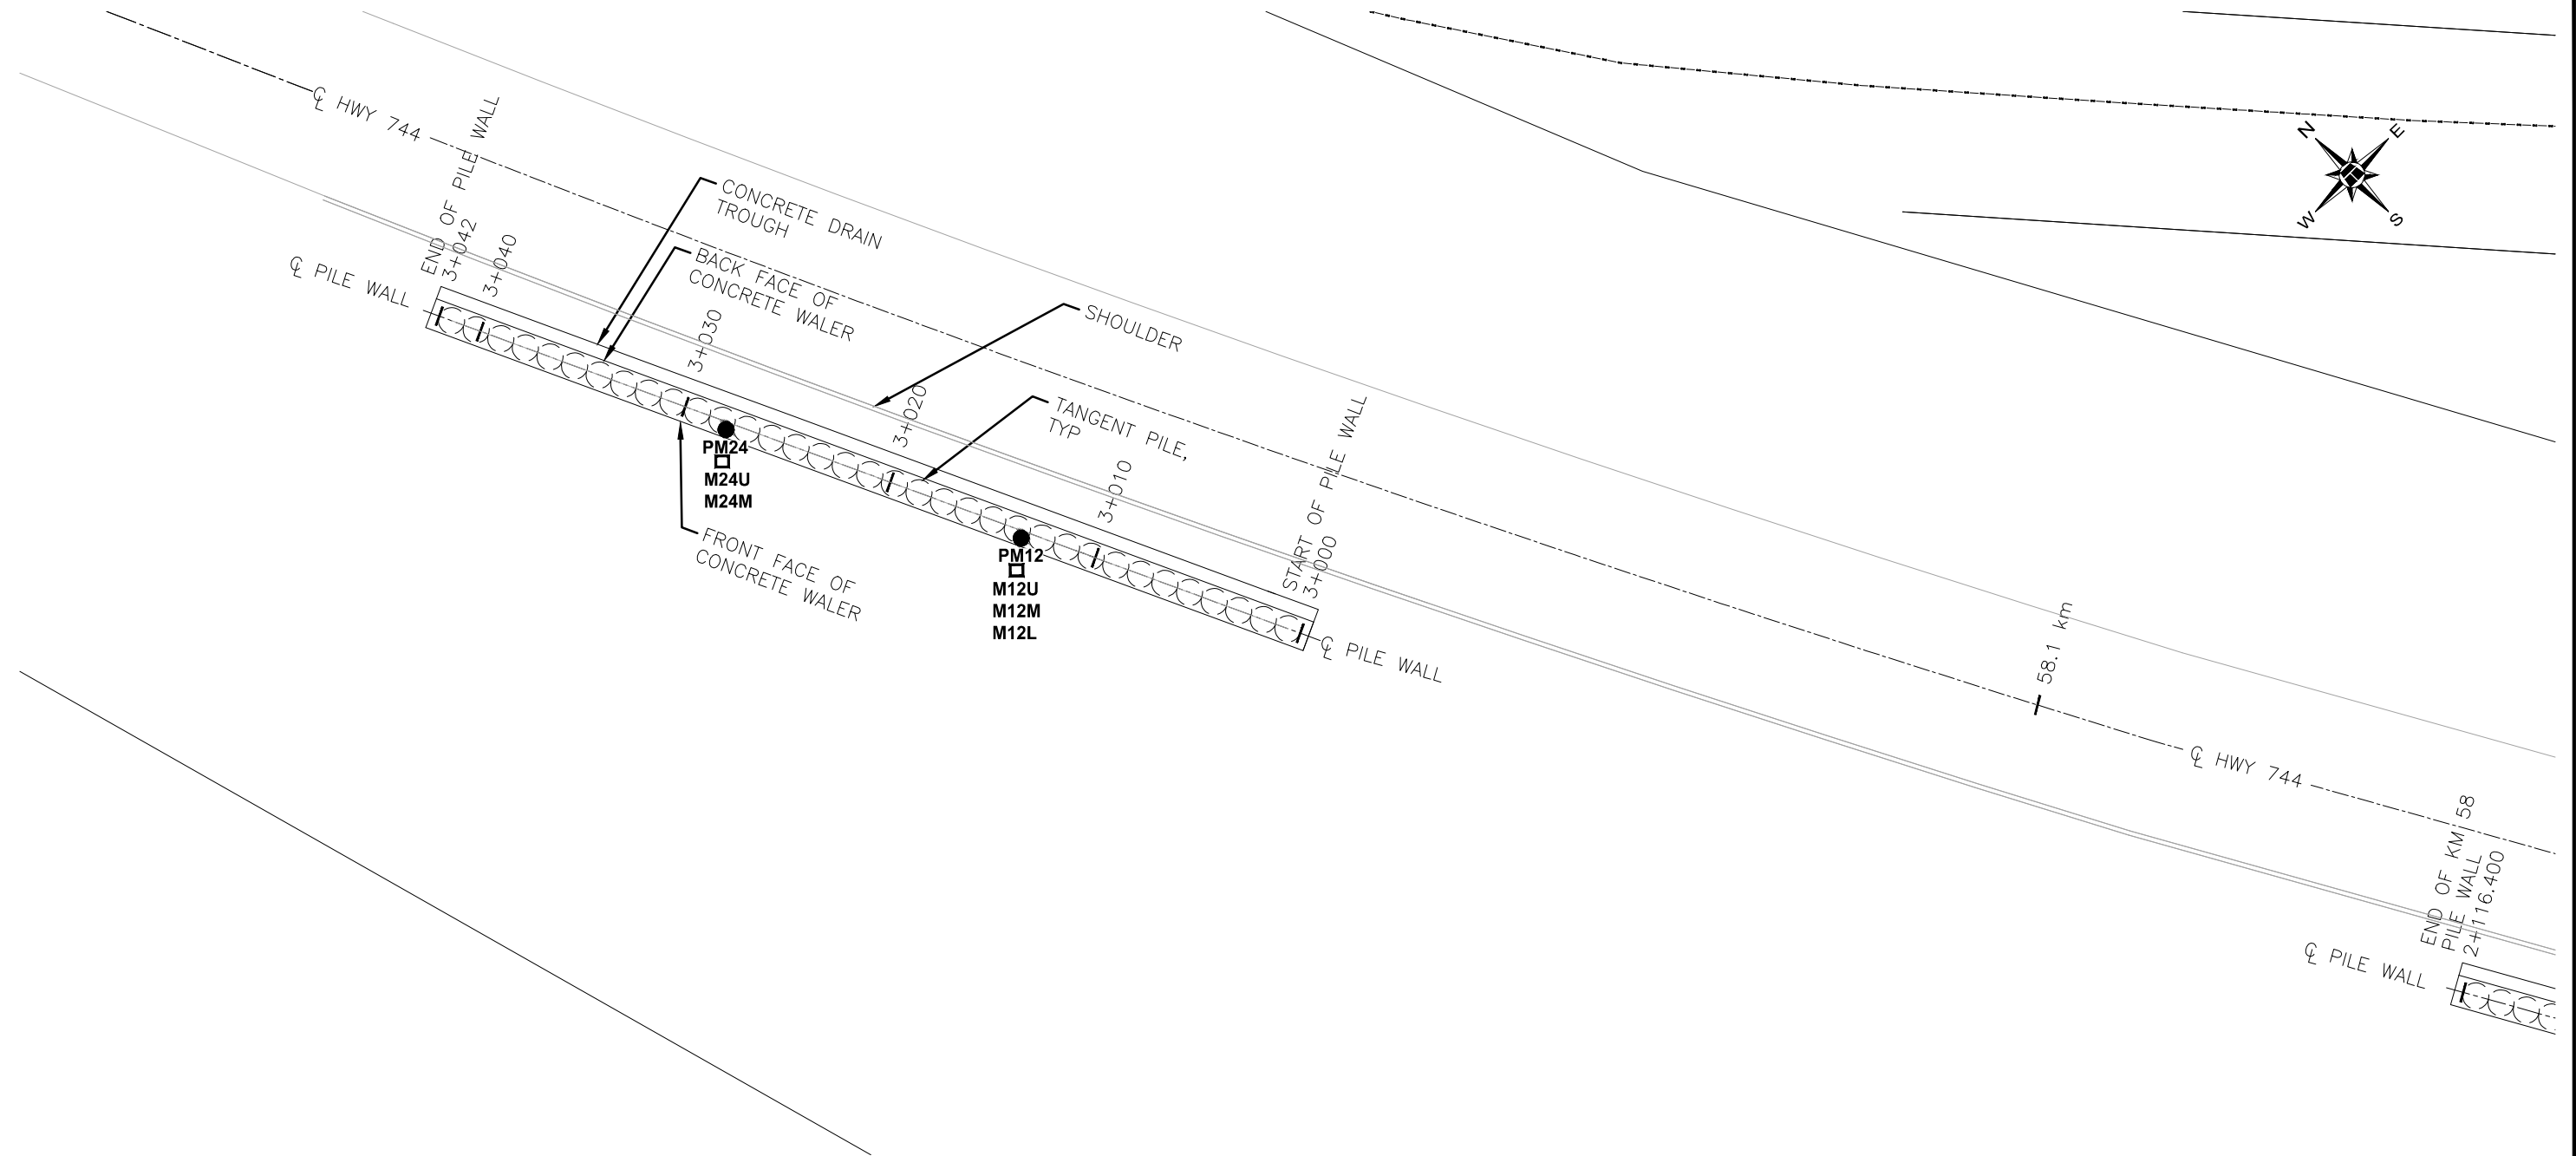 ℄ HWY 744
END OF PILE WALL
3+042
3+040
℄ PILE WALL
CONCRETE DRAIN
TROUGH
BACK FACE OF
CONCRETE WALER
3+030
SHOULDER
3+020
TANGENT PILE,
TYP
3+010
START OF PILE WALL
3+000
PM24
M24U
M24M
FRONT FACE OF
CONCRETE WALER
PM12
M12U
M12M
M12L
℄ PILE WALL
N
E
W
S
58.1 km
℄ HWY 744
END OF KM 58
PILE WALL
2+116.400
℄ PILE WALL